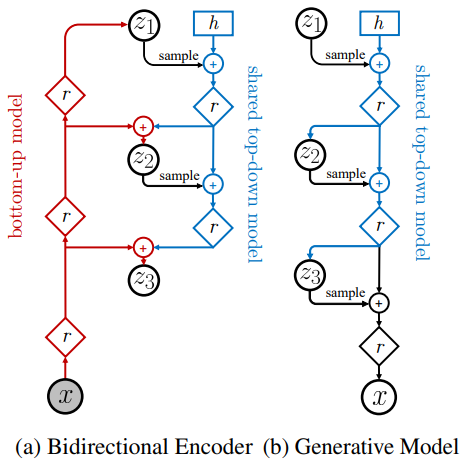 z₁
h
z₁
h
sample
+
sample
+
r
r
r
bottom-up model
shared top-down model
shared top-down model
+
z₂
z₂
sample
+
sample
+
r
r
r
+
z₃
z₃
sample
+
r
r
x
x
(a) Bidirectional Encoder (b) Generative Model